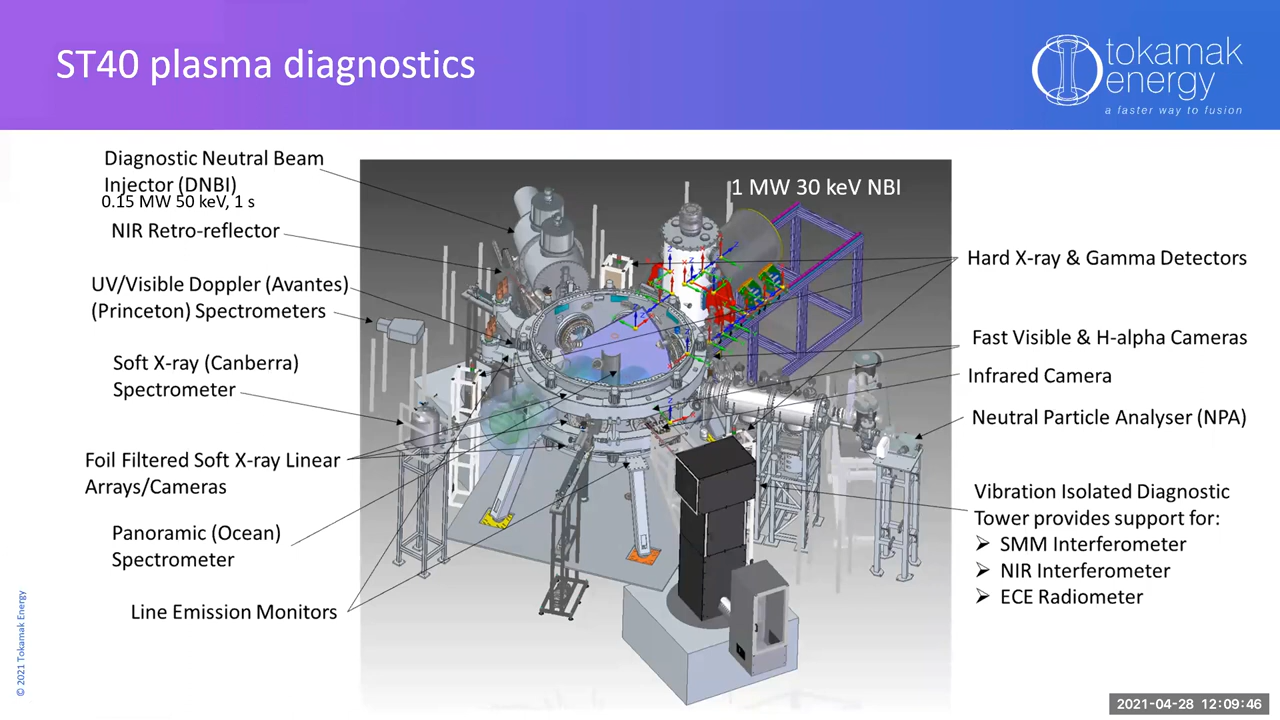 ST40 plasma diagnostics
tokamak
energy
a faster way to fusion
Diagnostic Neutral Beam
Injector (DNBI)
0.15 MW 50 keV, 1 s
NIR Retro-reflector
UV/Visible Doppler (Avantes)
(Princeton) Spectrometers
Soft X-ray (Canberra)
Spectrometer
Foil Filtered Soft X-ray Linear
Arrays/Cameras
Panoramic (Ocean)
Spectrometer
Line Emission Monitors
1 MW 30 keV NBI
Hard X-ray & Gamma Detectors
Fast Visible & H-alpha Cameras
Infrared Camera
Neutral Particle Analyser (NPA)
Vibration Isolated Diagnostic
Tower provides support for:
➢ SMM Interferometer
➢ NIR Interferometer
➢ ECE Radiometer
© 2021 Tokamak Energy
2021-04-28 12:09:46